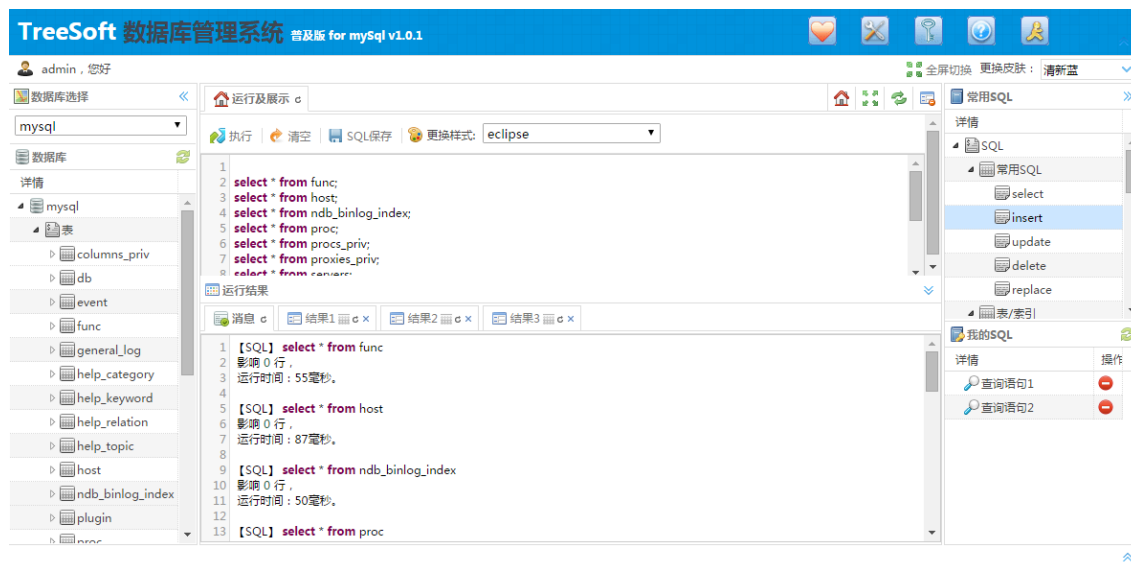 TreeSoft 数据库管理系统 普及版 for mySql v1.0.1
admin，您好
全屏切换 更换皮肤： 清新蓝
数据库选择
mysql
数据库
详情
mysql
表
columns_priv
db
event
func
general_log
help_category
help_keyword
help_relation
help_topic
host
ndb_binlog_index
plugin
proc
运行及展示
执行 清空 SQL保存 更换样式: eclipse
1
2 select * from func;
3 select * from host;
4 select * from ndb_binlog_index;
5 select * from proc;
6 select * from procs_priv;
7 select * from proxies_priv;
8 select * from servers;
运行结果
消息 结果1 结果2 结果3
1 【SQL】 select * from func
2 影响 0 行，
3 运行时间：55毫秒。
4
5 【SQL】 select * from host
6 影响 0 行，
7 运行时间：87毫秒。
8
9 【SQL】 select * from ndb_binlog_index
10 影响 0 行，
11 运行时间：50毫秒。
12
13 【SQL】 select * from proc
常用SQL
详情
SQL
常用SQL
select
insert
update
delete
replace
表/索引
我的SQL
详情 操作
查询语句1
查询语句2